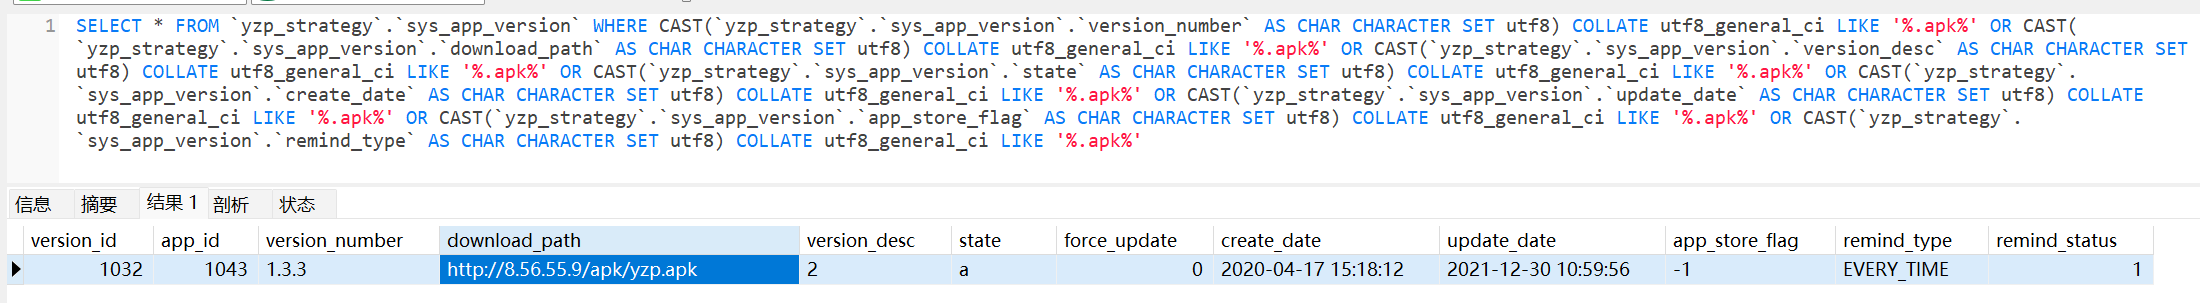 1 SELECT * FROM `yzp_strategy`.`sys_app_version` WHERE CAST(`yzp_strategy`.`sys_app_version`.`version_number` AS CHAR CHARACTER SET utf8) COLLATE utf8_general_ci LIKE '%.apk%' OR CAST(
`yzp_strategy`.`sys_app_version`.`download_path` AS CHAR CHARACTER SET utf8) COLLATE utf8_general_ci LIKE '%.apk%' OR CAST(`yzp_strategy`.`sys_app_version`.`version_desc` AS CHAR CHARACTER SET
utf8) COLLATE utf8_general_ci LIKE '%.apk%' OR CAST(`yzp_strategy`.`sys_app_version`.`state` AS CHAR CHARACTER SET utf8) COLLATE utf8_general_ci LIKE '%.apk%' OR CAST(`yzp_strategy`.
`sys_app_version`.`create_date` AS CHAR CHARACTER SET utf8) COLLATE utf8_general_ci LIKE '%.apk%' OR CAST(`yzp_strategy`.`sys_app_version`.`update_date` AS CHAR CHARACTER SET utf8) COLLATE
utf8_general_ci LIKE '%.apk%' OR CAST(`yzp_strategy`.`sys_app_version`.`app_store_flag` AS CHAR CHARACTER SET utf8) COLLATE utf8_general_ci LIKE '%.apk%' OR CAST(`yzp_strategy`.
`sys_app_version`.`remind_type` AS CHAR CHARACTER SET utf8) COLLATE utf8_general_ci LIKE '%.apk%'
信息 摘要 结果 1 剖析 状态
version_id app_id version_number download_path version_desc state force_update create_date update_date app_store_flag remind_type remind_status
1032 1043 1.3.3 http://8.56.55.9/apk/yzp.apk 2 a 0 2020-04-17 15:18:12 2021-12-30 10:59:56 -1 EVERY_TIME 1